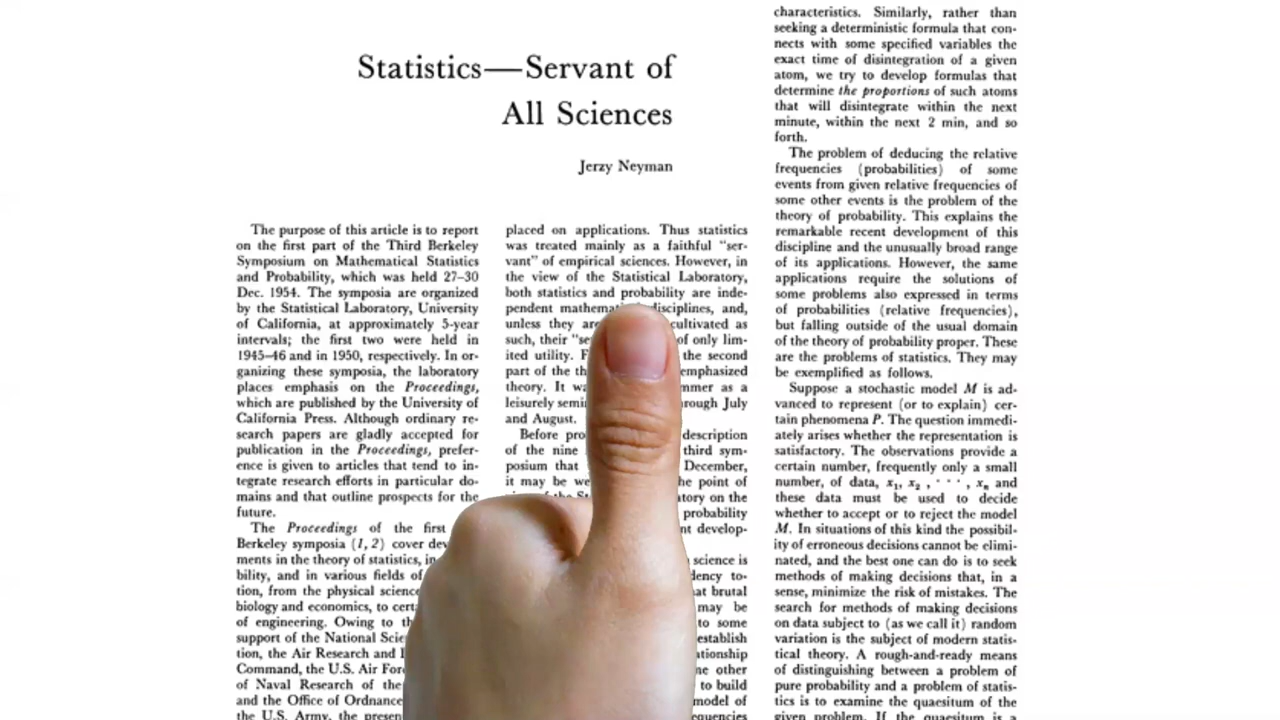 Statistics—Servant of
All Sciences
Jerzy Neyman
The purpose of this article is to report
on the first part of the Third Berkeley
Symposium on Mathematical Statistics
and Probability, which was held 27–30
Dec. 1954. The symposia are organized
by the Statistical Laboratory, University
of California, at approximately 5-year
intervals; the first two were held in
1945–46 and in 1950, respectively. In or-
ganizing these symposia, the laboratory
places emphasis on the Proceedings,
which are published by the University of
California Press. Although ordinary re-
search papers are gladly accepted for
publication in the Proceedings, prefer-
ence is given to articles that tend to in-
tegrate research efforts in particular do-
mains and that outline prospects for the
future.
The Proceedings of the first
Berkeley symposia (1, 2) cover
ments in the theory of statistics, in
bility, and in various fields of
tion, from the physical
biology and economics, to
of engineering. Owing to
support of the National
tion, the Air Research and
Command, the U.S. Air
of Naval Research of the
and the Office of Ordnance
the U.S. Army, the
placed on applications. Thus statistics
was treated mainly as a faithful "ser-
vant" of empirical sciences. However, in
the view of the Statistical Laboratory,
both statistics and probability are inde-
pendent disciplines, and,
unless they are cultivated as
such, their of only lim-
ited utility. the second
part of the emphasized
theory. It as a
leisurely July
and August.
Before description
of the nine third sym-
posium that December,
it may be point of
on the
probability
develop-
science is
to-
brutal
may be
to some
establish
other
to build
model of
characteristics. Similarly, rather than
seeking a deterministic formula that con-
nects with some specified variables the
exact time of disintegration of a given
atom, we try to develop formulas that
determine the proportions of such atoms
that will disintegrate within the next
minute, within the next 2 min, and so
forth.
The problem of deducing the relative
frequencies (probabilities) of some
events from given relative frequencies of
some other events is the problem of the
theory of probability. This explains the
remarkable recent development of this
discipline and the unusually broad range
of its applications. However, the same
applications require the solutions of
some problems also expressed in terms
of probabilities (relative frequencies),
but falling outside of the usual domain
of the theory of probability proper. These
are the problems of statistics. They may
be exemplified as follows.
Suppose a stochastic model M is ad-
vanced to represent (or to explain) cer-
tain phenomena P. The question immedi-
ately arises whether the representation is
satisfactory. The observations provide a
certain number, frequently only a small
number, of data, x₁, x₂, · · · , xₙ and
these data must be used to decide
whether to accept or to reject the model
M. In situations of this kind the possibil-
ity of erroneous decisions cannot be elimi-
nated, and the best one can do is to seek
methods of making decisions that, in a
sense, minimize the risk of mistakes. The
search for methods of making decisions
on data subject to (as we call it) random
variation is the subject of modern statis-
tical theory. A rough-and-ready means
of distinguishing between a problem of
pure probability and a problem of statis-
tics is to examine the quaesitum of the
given problem. If the quaesitum is a